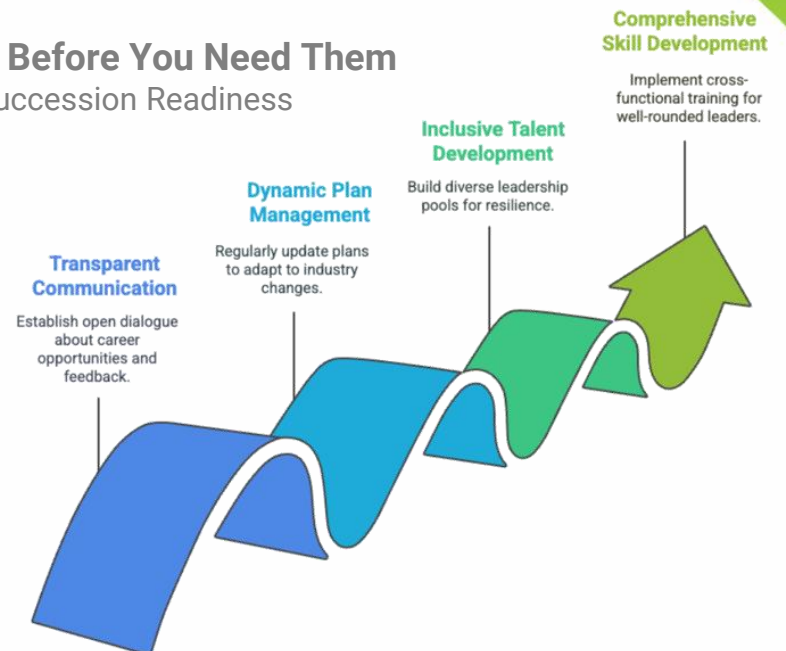 Before You Need Them
uccession Readiness
Comprehensive
Skill Development
Implement cross-
functional training for
well-rounded leaders.
Inclusive Talent
Development
Build diverse leadership
pools for resilience.
Dynamic Plan
Management
Regularly update plans
to adapt to industry
changes.
Transparent
Communication
Establish open dialogue
about career
opportunities and
feedback.